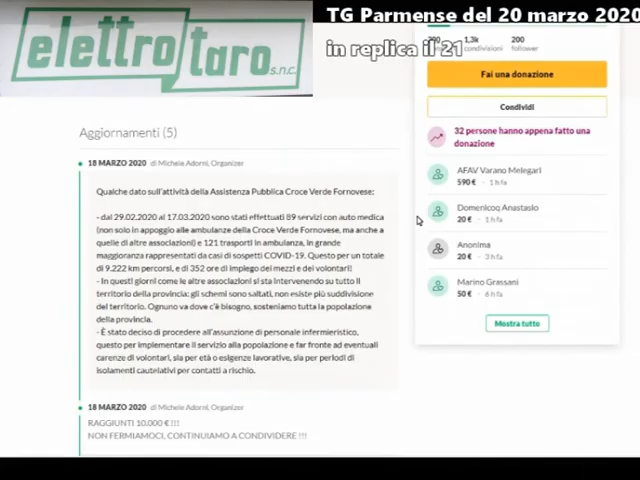 elettro taro s.n.c.
TG Parmense del 20 marzo 2020
in replica il 21
200 1,3k 200
condivisioni follower
Fai una donazione
Condividi
32 persone hanno appena fatto una
donazione
AFAV Varano Melegari
590 € · 1 h fa
Domenicoq Anastasio
20 € · 1 h fa
Anonima
20 € · 3 h fa
Marino Grassani
50 € · 6 h fa
Mostra tutto
Aggiornamenti (5)
18 MARZO 2020 di Michele Adorni, Organizer
Qualche dato sull'attività della Assistenza Pubblica Croce Verde Fornovese:
- dal 29.02.2020 al 17.03.2020 sono stati effettuati 89 servizi con auto medica
(non solo in appoggio alle ambulanze della Croce Verde Fornovese, ma anche a
quelle di altre associazioni) e 121 trasporti in ambulanza, in grande
maggioranza rappresentati da casi di sospetti COVID-19. Questo per un totale
di 9.222 km percorsi, e di 352 ore di impiego dei mezzi e dei volontari!
- In questi giorni come le altre associazioni si sta intervenendo su tutto il
territorio della provincia: gli schemi sono saltati, non esiste più suddivisione
del territorio. Ognuno va dove c'è bisogno, sosteniamo tutta la popolazione
della provincia.
- È stato deciso di procedere all'assunzione di personale infermieristico,
questo per implementare il servizio alla popolazione e far fronte ad eventuali
carenze di volontari, sia per età o esigenze lavorative, sia per periodi di
isolamenti cautelativi per contatti a rischio.
18 MARZO 2020 di Michele Adorni, Organizer
RAGGIUNTI 10.000 € !!!
NON FERMIAMOCI, CONTINUIAMO A CONDIVIDERE !!!